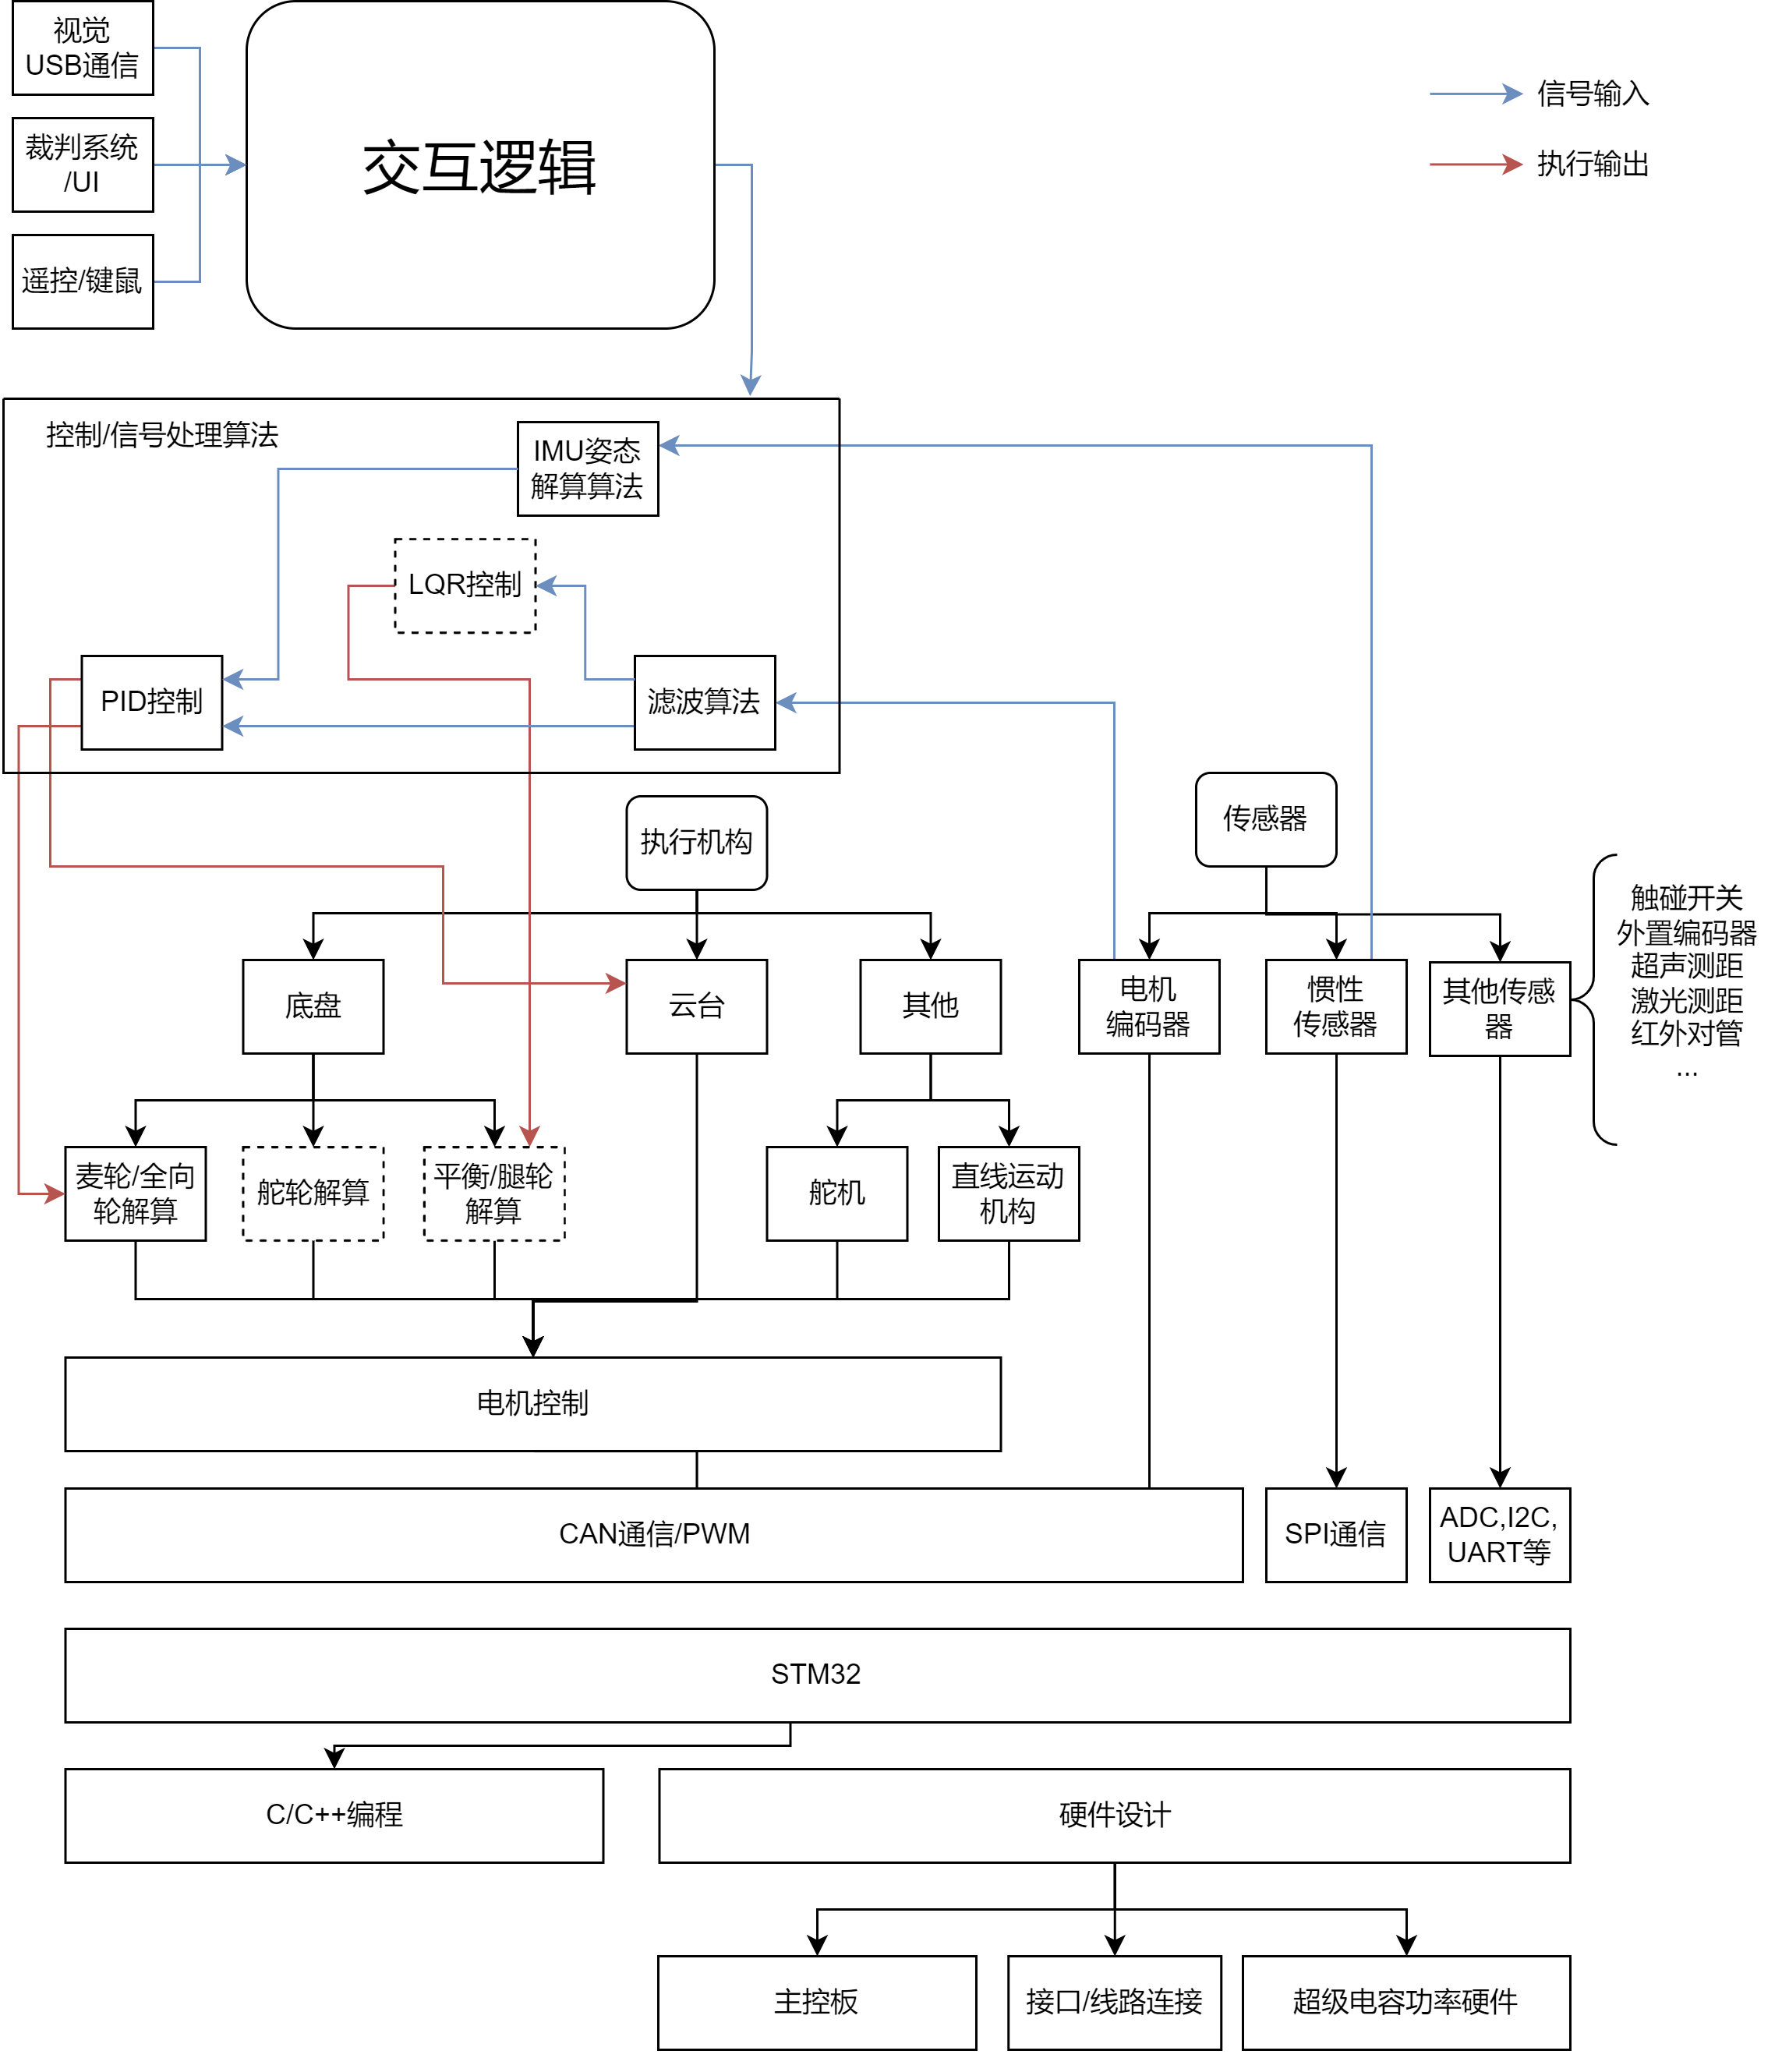 视觉
USB通信
裁判系统
/UI
遥控/键鼠
交互逻辑
信号输入
执行输出
控制/信号处理算法
IMU姿态
解算算法
LQR控制
PID控制
滤波算法
执行机构
传感器
底盘
云台
其他
电机
编码器
惯性
传感器
其他传感
器
触碰开关
外置编码器
超声测距
激光测距
红外对管
...
麦轮/全向
轮解算
舵轮解算
平衡/腿轮
解算
舵机
直线运动
机构
电机控制
CAN通信/PWM
SPI通信
ADC,I2C,
UART等
STM32
C/C++编程
硬件设计
主控板
接口/线路连接
超级电容功率硬件